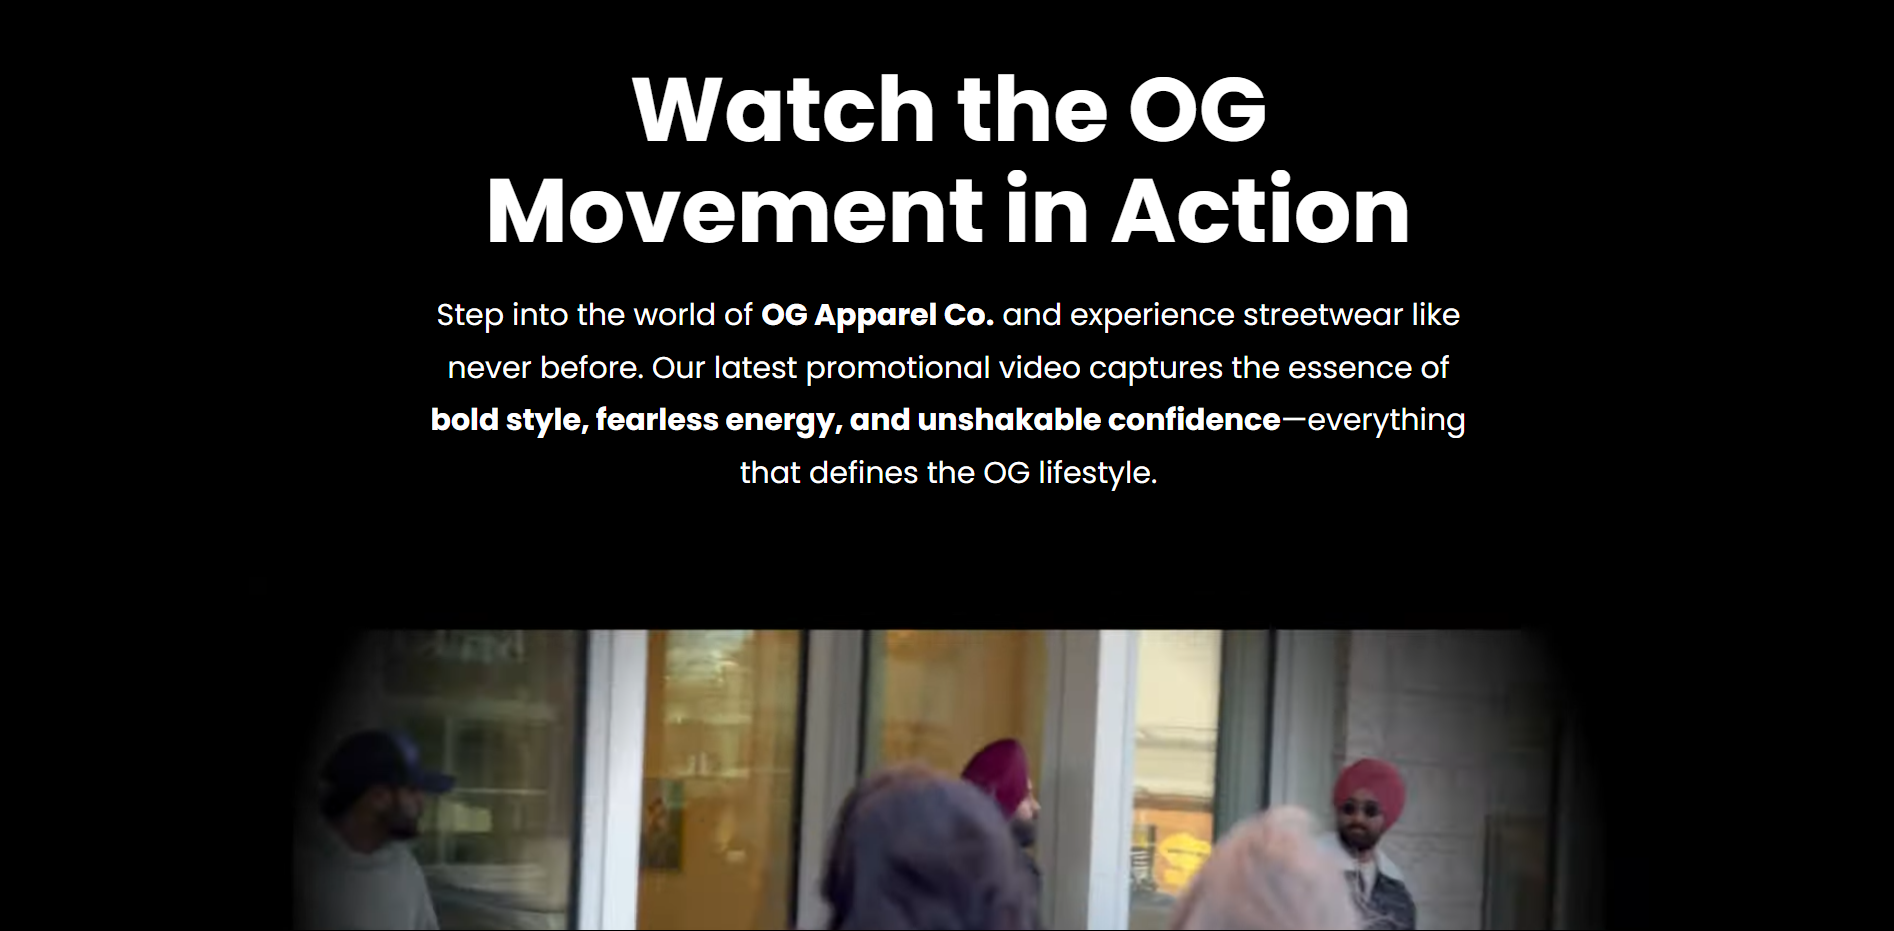 Watch the OG
Movement in Action
Step into the world of OG Apparel Co. and experience streetwear like
never before. Our latest promotional video captures the essence of
bold style, fearless energy, and unshakable confidence—everything
that defines the OG lifestyle.